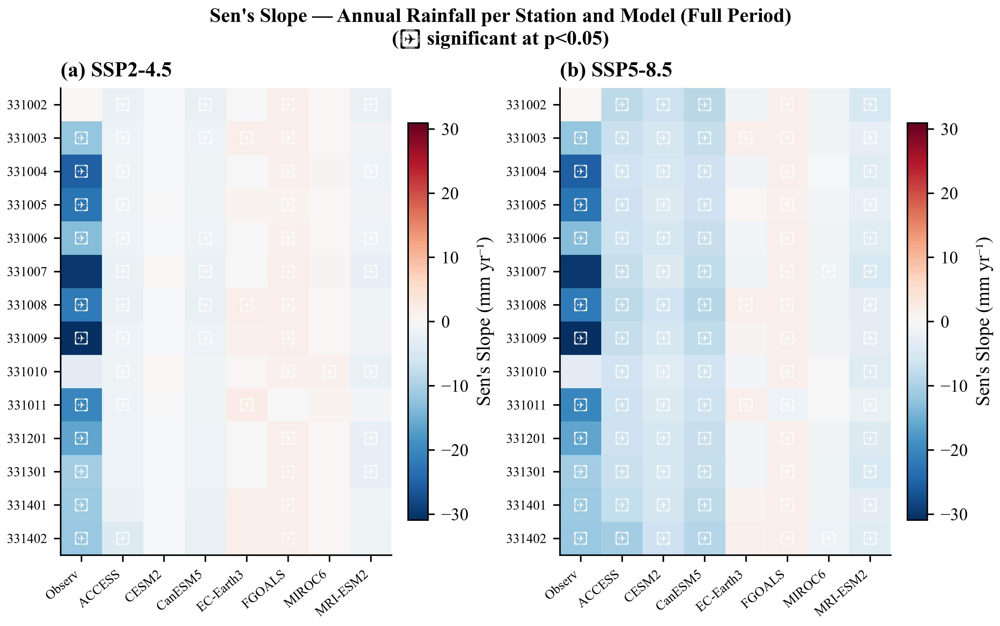 Sen's Slope — Annual Rainfall per Station and Model (Full Period)
(✈ significant at p<0.05)
(a) SSP2-4.5
331002
331003
331004
331005
331006
331007
331008
331009
331010
331011
331201
331301
331401
331402
Observ
ACCESS
CESM2
CanESM5
EC-Earth3
FGOALS
MIROC6
MRI-ESM2
30
20
10
0
−10
−20
−30
Sen's Slope (mm yr⁻¹)
(b) SSP5-8.5
331002
331003
331004
331005
331006
331007
331008
331009
331010
331011
331201
331301
331401
331402
Observ
ACCESS
CESM2
CanESM5
EC-Earth3
FGOALS
MIROC6
MRI-ESM2
30
20
10
0
−10
−20
−30
Sen's Slope (mm yr⁻¹)